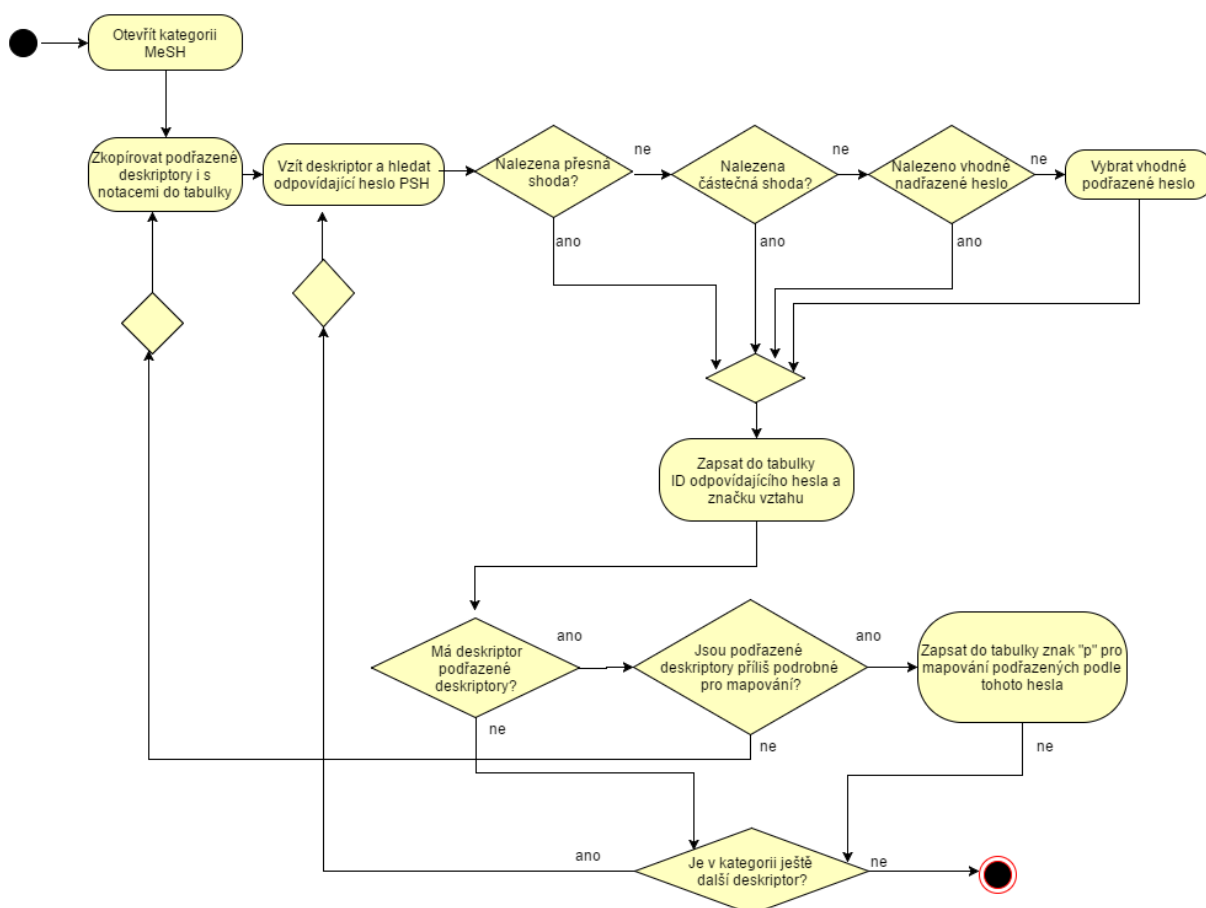 Otevřít kategorii
MeSH
Zkopírovat podřazené
deskriptory i s
notacemi do tabulky
Vzít deskriptor a hledat
odpovídající heslo PSH
Nalezena přesná
shoda?
ne
Nalezena
částečná shoda?
ne
Nalezeno vhodné
nadřazené heslo
ne
Vybrat vhodné
podřazené heslo
ano
ano
ano
Zapsat do tabulky
ID odpovídajícího hesla a
značku vztahu
Má deskriptor
podřazené
deskriptory?
ano
Jsou podřazené
deskriptory příliš podrobné
pro mapování?
ano
Zapsat do tabulky znak "p" pro
mapování podřazených podle
tohoto hesla
ne
ne
ne
ano
Je v kategorii ještě
další deskriptor?
ne